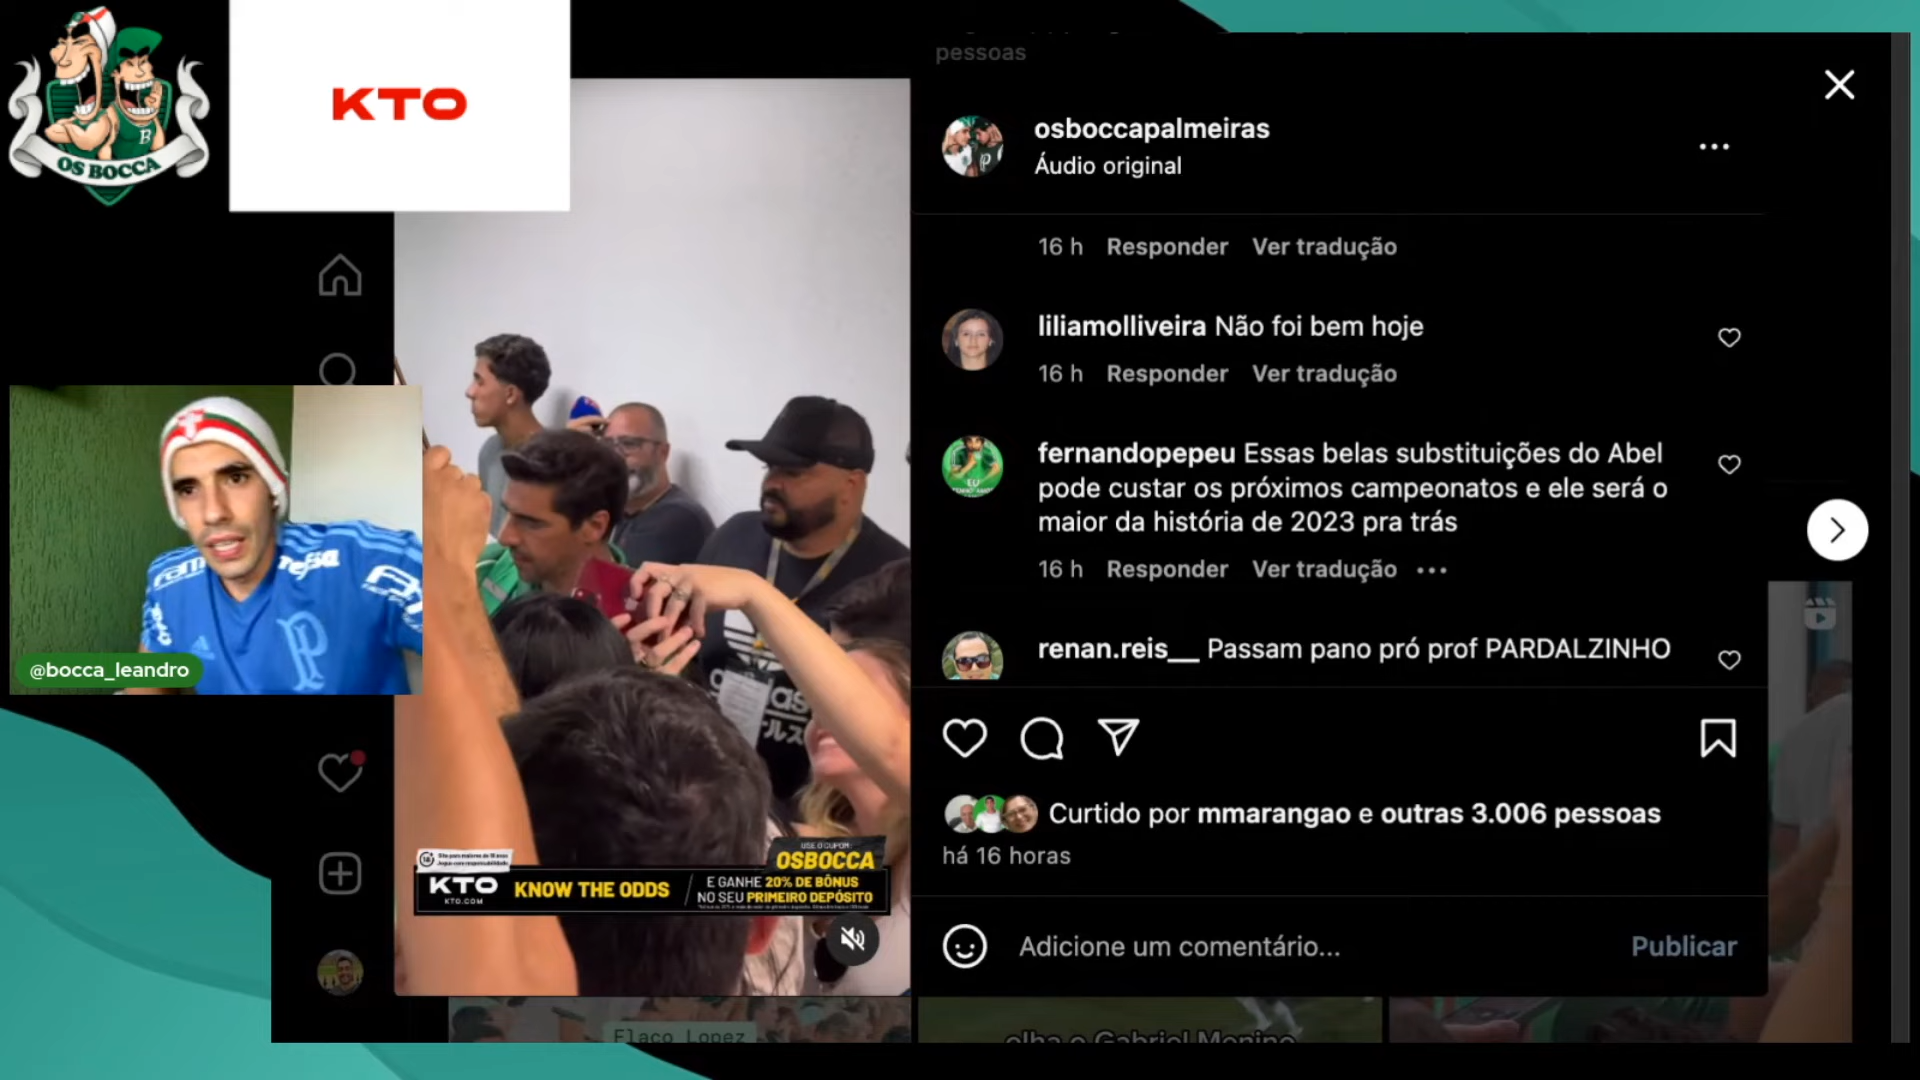 OS BOCCA
B
KTO
pessoas
osboccapalmeiras
Áudio original
16 h Responder Ver tradução
liliamolliveira Não foi bem hoje
16 h Responder Ver tradução
fernandopepeu Essas belas substituições do Abel
pode custar os próximos campeonatos e ele será o
maior da história de 2023 pra trás
16 h Responder Ver tradução
renan.reis__ Passam pano pró prof PARDALZINHO
@bocca_leandro
Curtido por mmarangao e outras 3.006 pessoas
há 16 horas
Adicione um comentário...
Publicar
USE O CUPOM
OSBOCCA
KTO
KTO.COM
KNOW THE ODDS
E GANHE 20% DE BÔNUS
NO SEU PRIMEIRO DEPÓSITO
Flaco Lopez
olha o Gabriel Menino